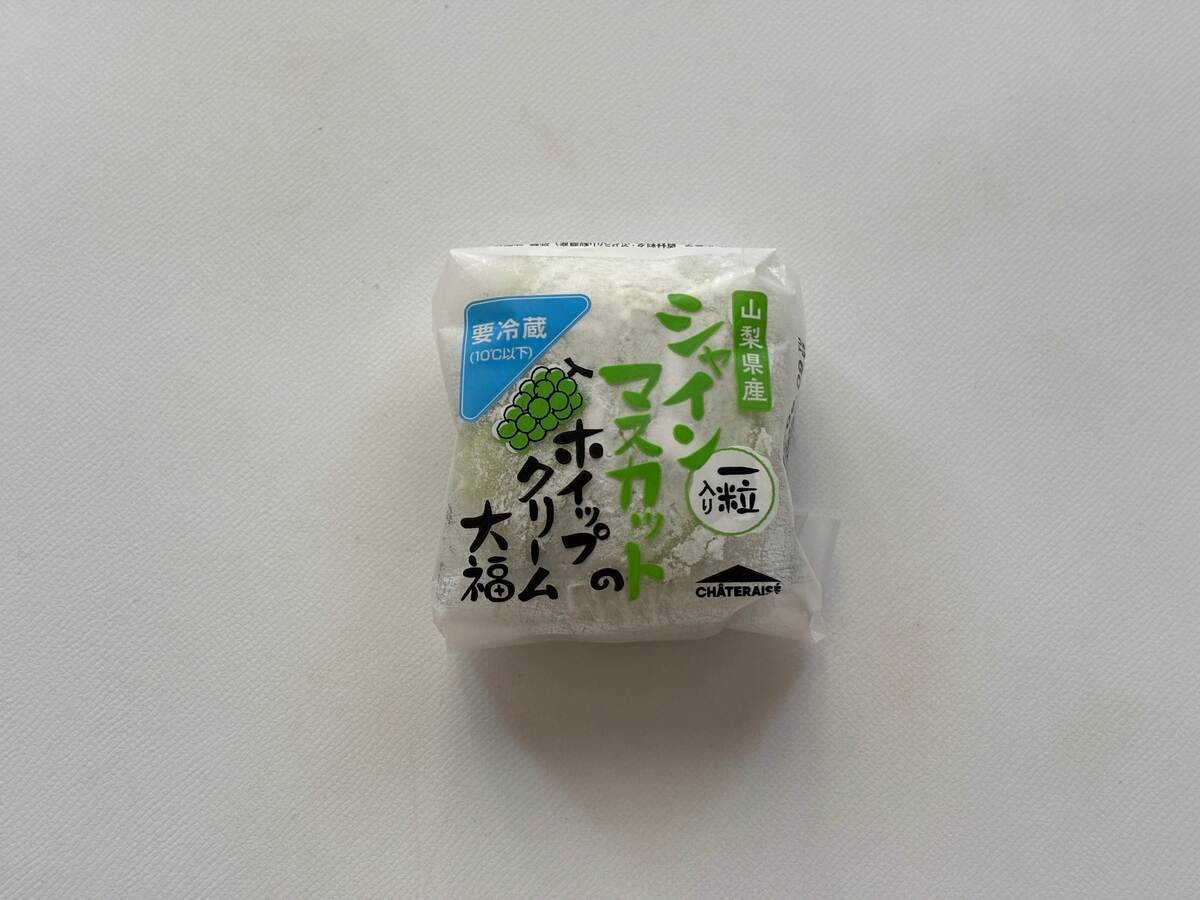 山梨県産
シャイン
マスカット
の
ホイップ
クリーム
大福
一粒
入り
要冷蔵
(10℃以下)
CHÂTERAISÉ